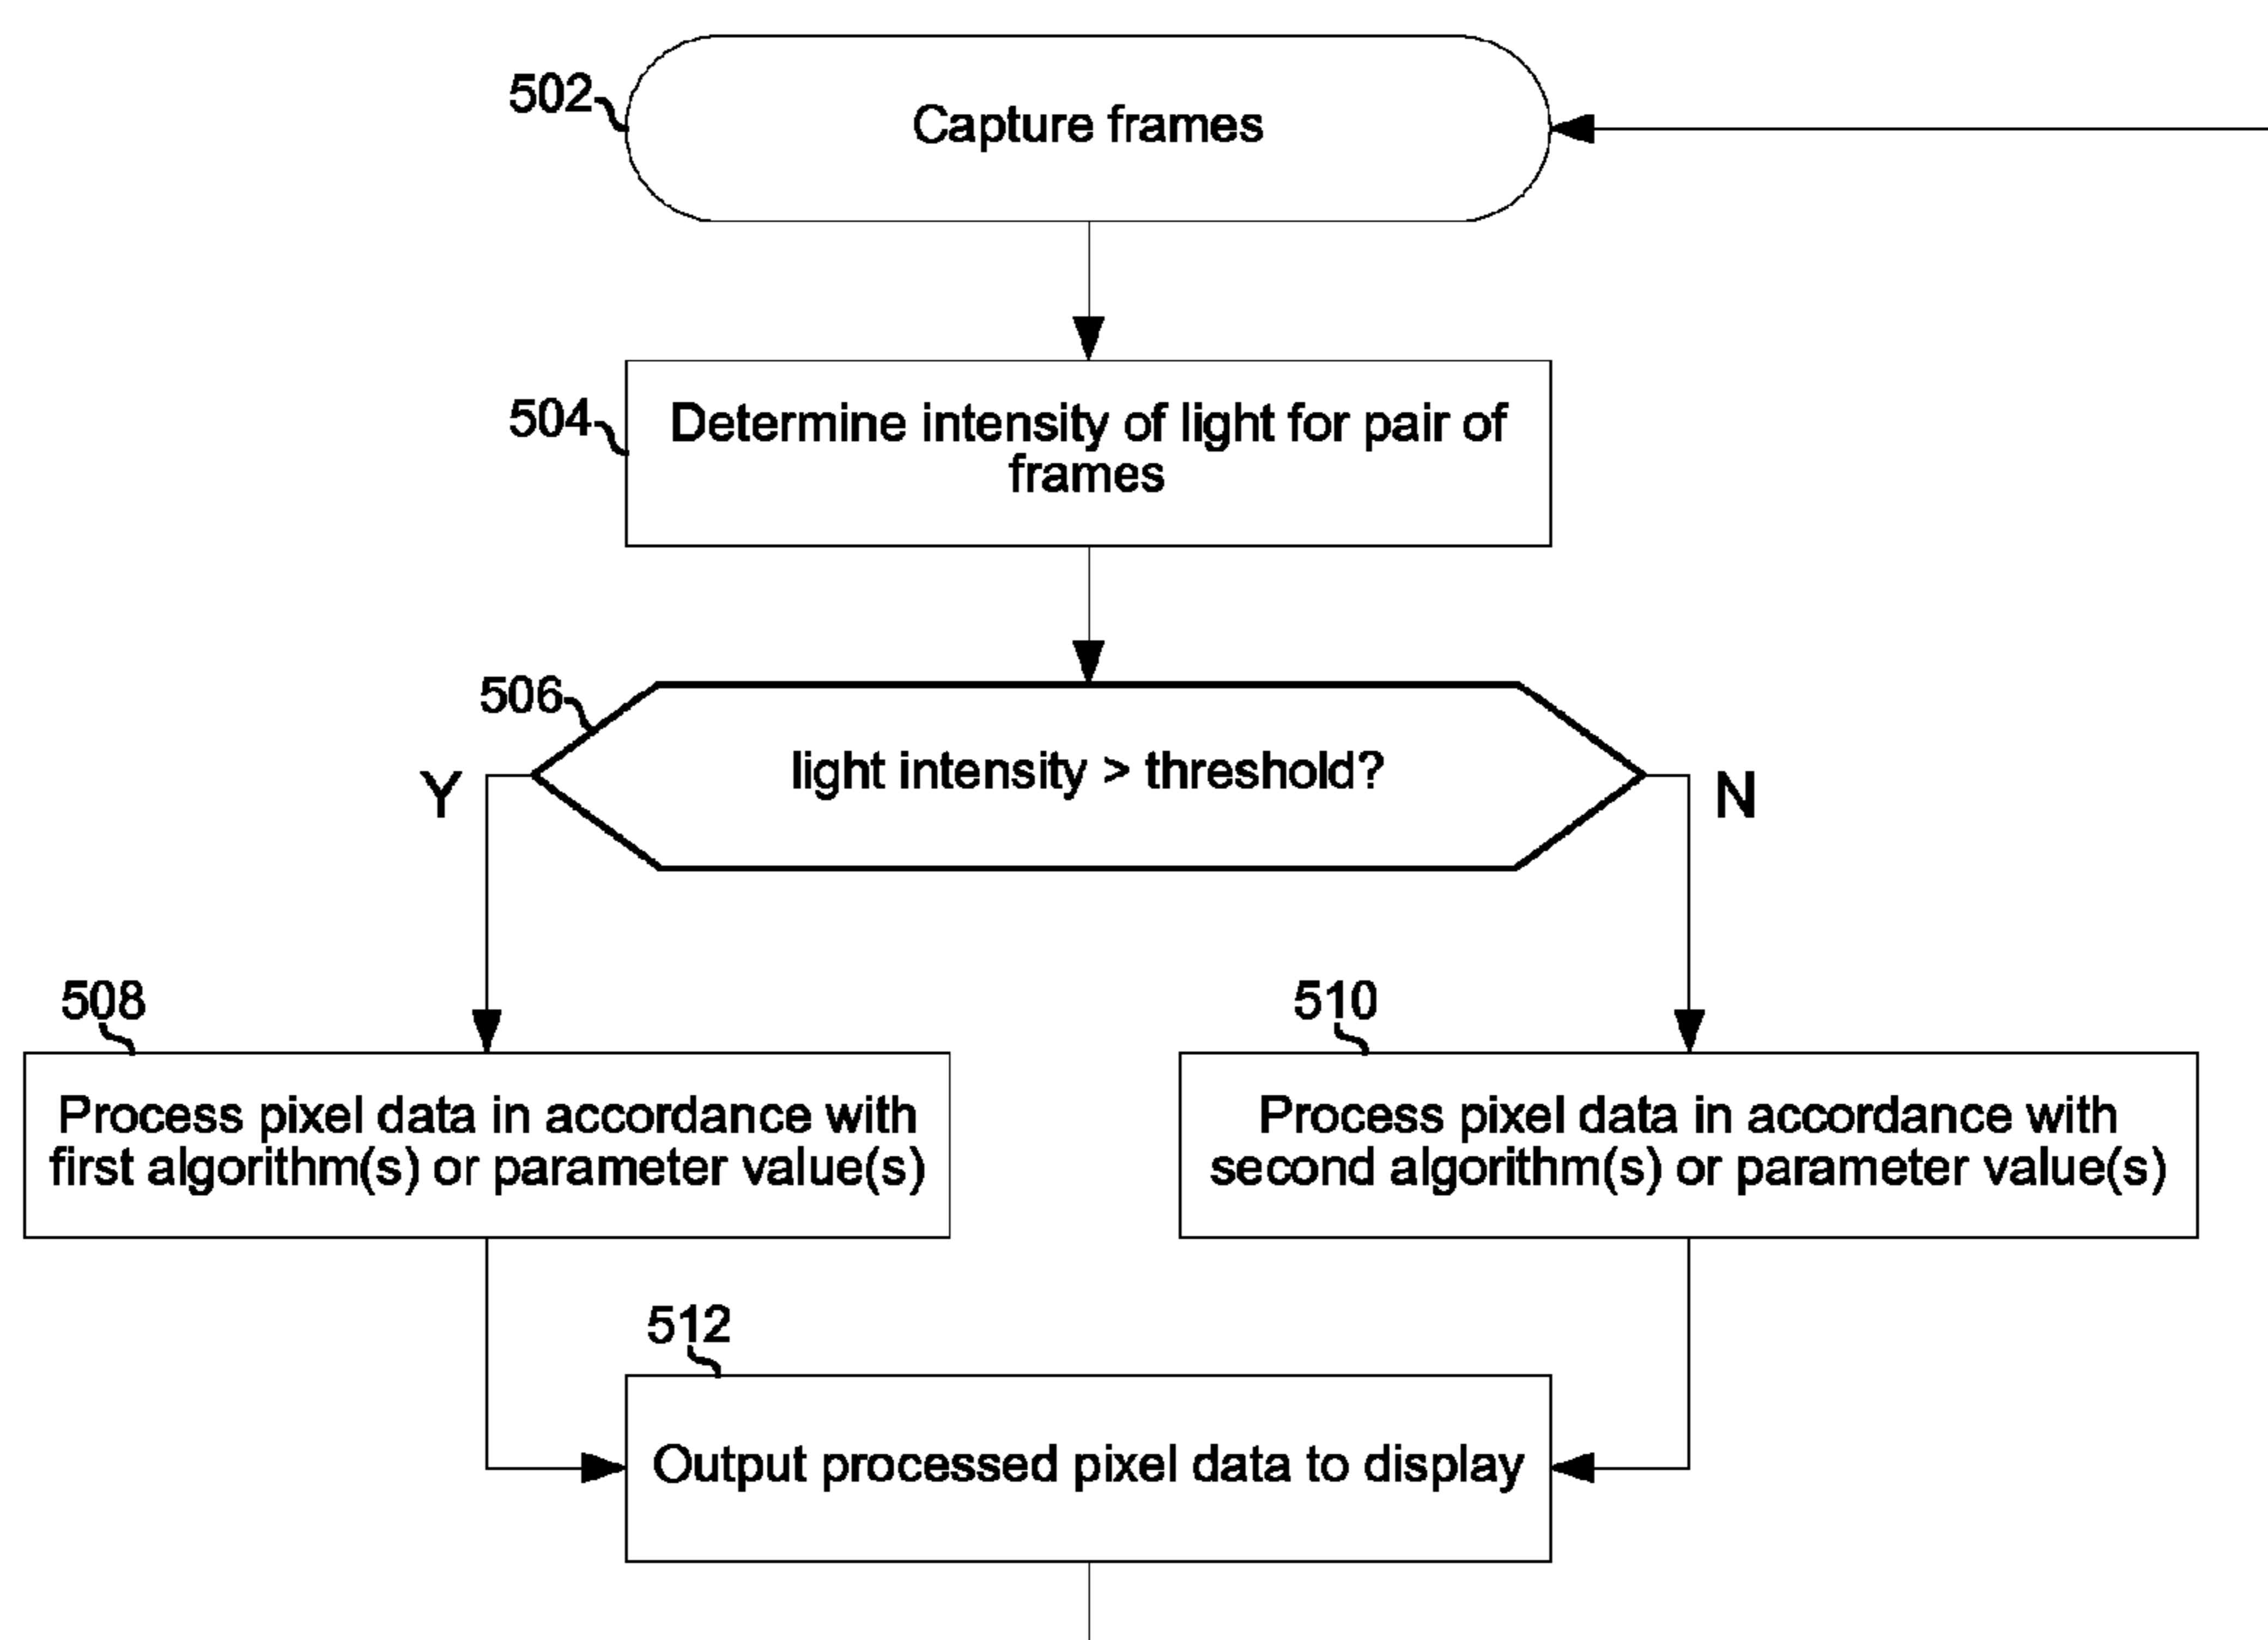 502
Capture frames
504
Determine intensity of light for pair of
frames
506
light intensity > threshold?
Y
N
508
510
Process pixel data in accordance with
first algorithm(s) or parameter value(s)
Process pixel data in accordance with
second algorithm(s) or parameter value(s)
512
Output processed pixel data to display